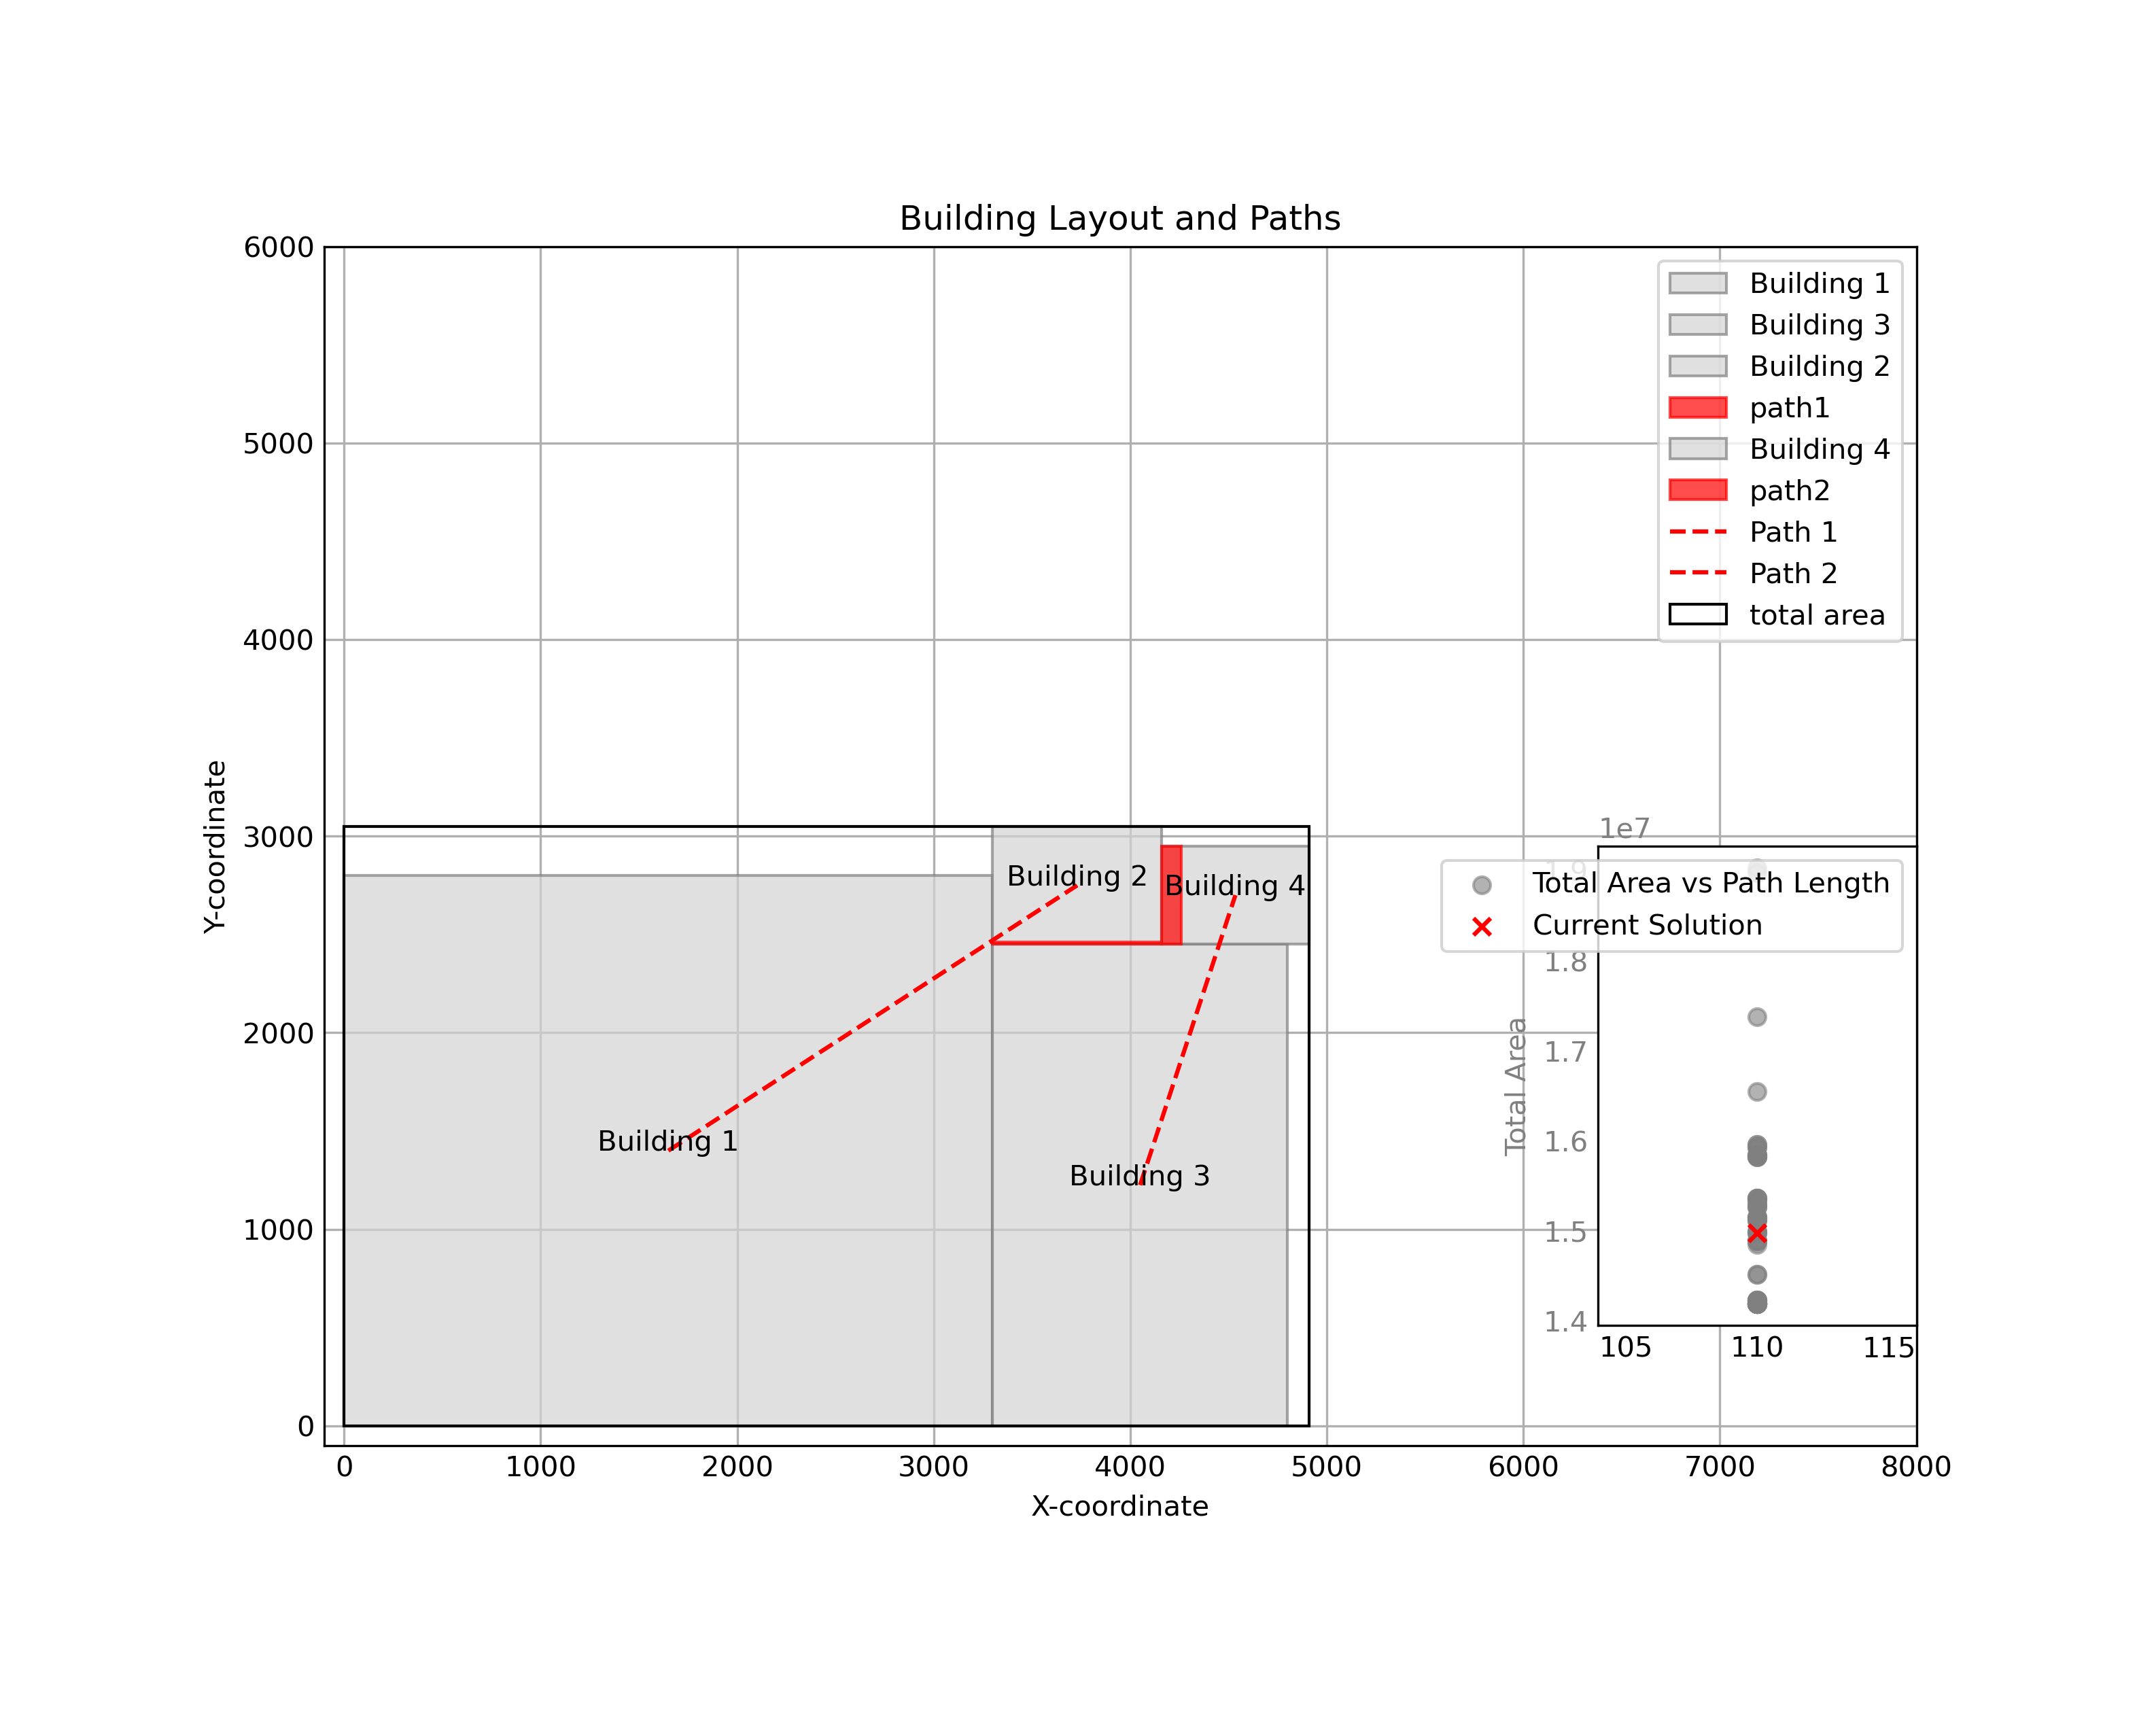 Building Layout and Paths
6000
5000
4000
3000
2000
1000
0
Y-coordinate
0
1000
2000
3000
4000
5000
6000
7000
8000
X-coordinate
Building 1
Building 3
Building 2
path1
Building 4
path2
Path 1
Path 2
total area
Building 2
Building 4
Building 1
Building 3
1e7
1.9
Total Area vs Path Length
Current Solution
1.8
1.7
1.6
1.5
1.4
Total Area
105
110
115